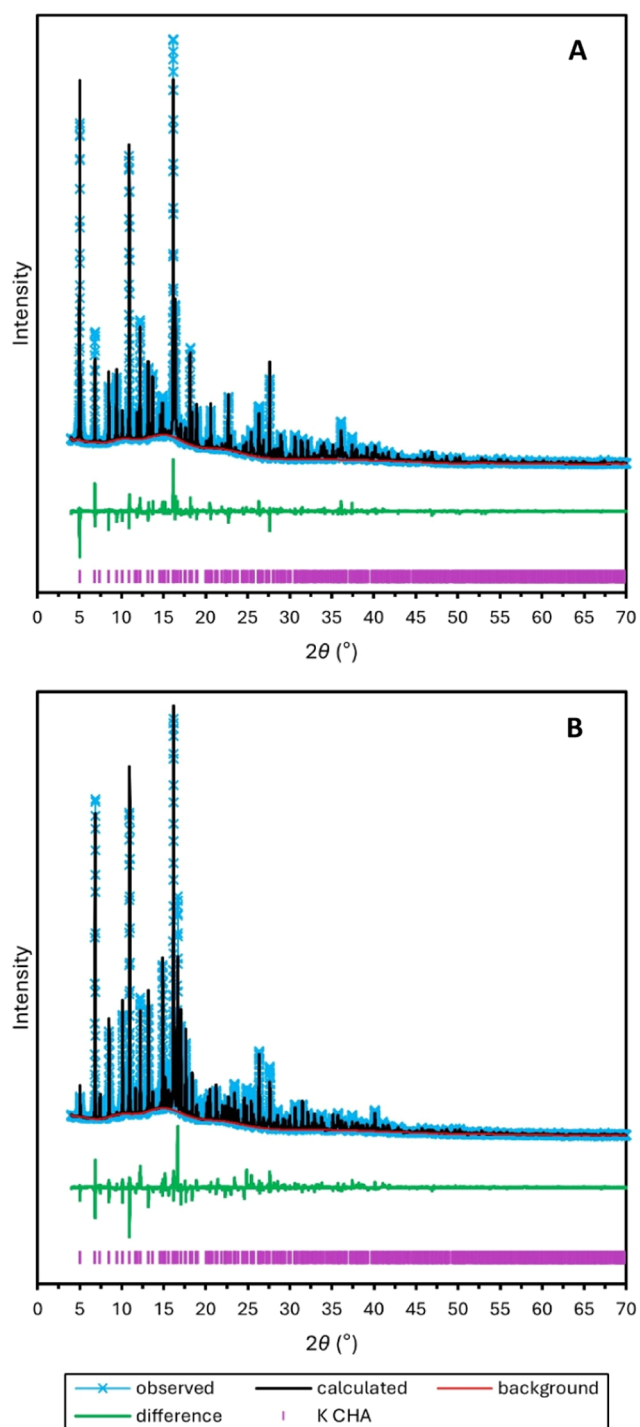 A
Intensity
0 5 10 15 20 25 30 35 40 45 50 55 60 65 70
2θ (°)
B
Intensity
0 5 10 15 20 25 30 35 40 45 50 55 60 65 70
2θ (°)
observed calculated background
difference K CHA